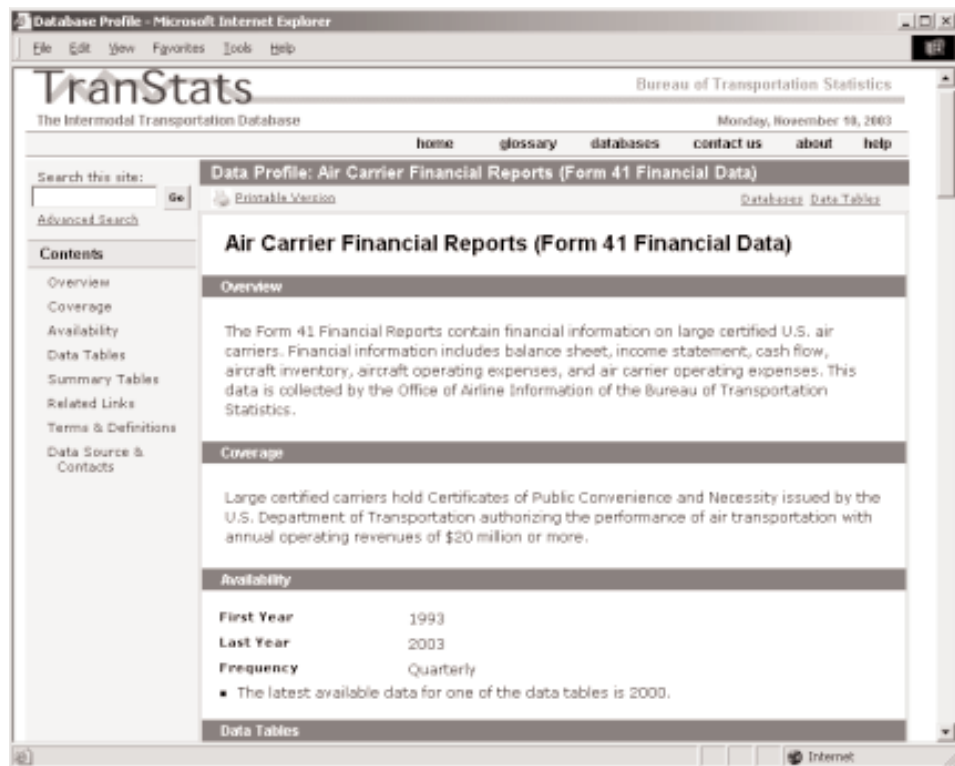 Database Profile - Microsoft Internet Explorer
File Edit View Favorites Tools Help
TranStats
Bureau of Transportation Statistics
The Intermodal Transportation Database
Monday, November 10, 2003
home glossary databases contact us about help
Search this site:
Go
Advanced Search
Contents
Overview
Coverage
Availability
Data Tables
Summary Tables
Related Links
Terms & Definitions
Data Source &
Contacts
Data Profile: Air Carrier Financial Reports (Form 41 Financial Data)
Printable Version
Databases Data Tables
Air Carrier Financial Reports (Form 41 Financial Data)
Overview
The Form 41 Financial Reports contain financial information on large certified U.S. air
carriers. Financial information includes balance sheet, income statement, cash flow,
aircraft inventory, aircraft operating expenses, and air carrier operating expenses. This
data is collected by the Office of Airline Information of the Bureau of Transportation
Statistics.
Coverage
Large certified carriers hold Certificates of Public Convenience and Necessity issued by the
U.S. Department of Transportation authorizing the performance of air transportation with
annual operating revenues of $20 million or more.
Availability
First Year 1993
Last Year 2003
Frequency Quarterly
▪ The latest available data for one of the data tables is 2000.
Data Tables
Internet